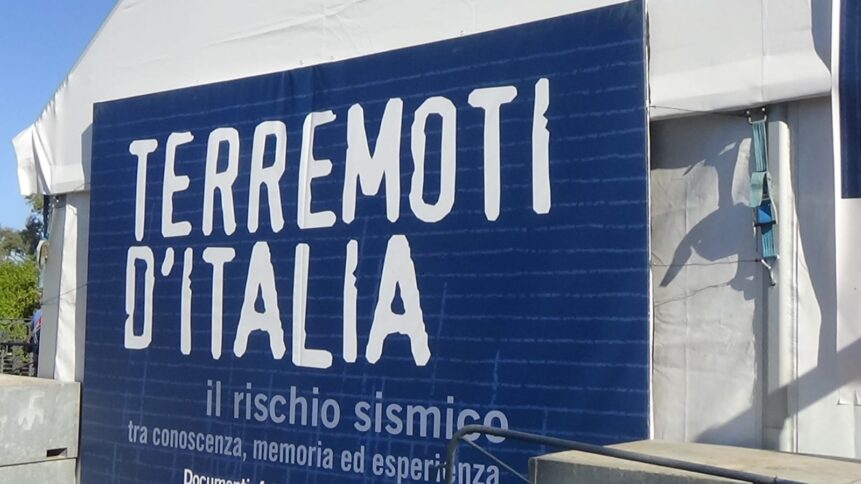 TERREMOTI
D'ITALIA
il rischio sismico
tra conoscenza, memoria ed esperienza